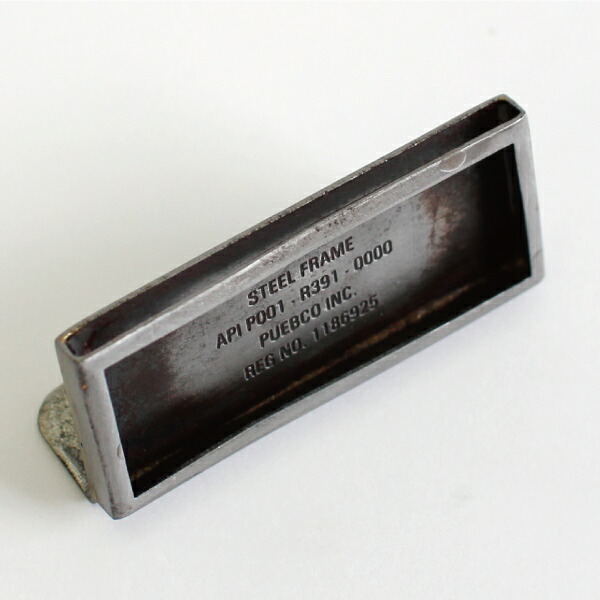 STEEL FRAME
API P001 - R391 - 0000
PUEBCO INC.
REG NO. 1186925